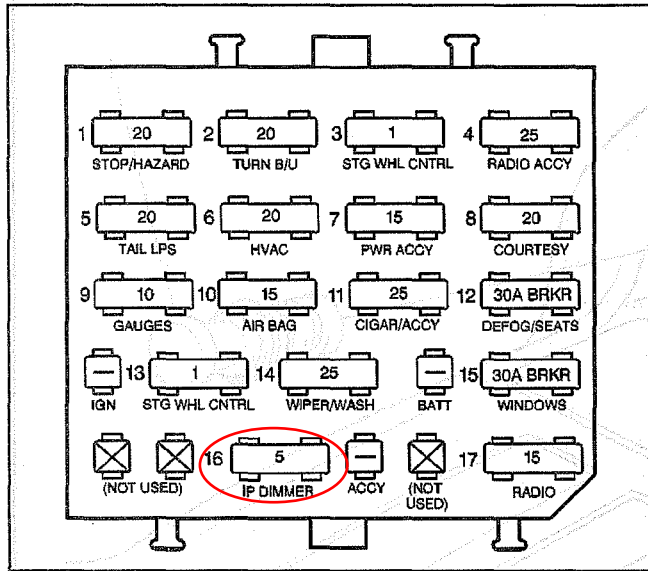 1 20 2 20 3 1 4 25
STOP/HAZARD TURN B/U STG WHL CNTRL RADIO ACCY
5 20 6 20 7 15 8 20
TAIL LPS HVAC PWR ACCY COURTESY
9 10 10 15 11 25 12 30A BRKR
GAUGES AIR BAG CIGAR/ACCY DEFOG/SEATS
13 1 14 25 15 30A BRKR
IGN STG WHL CNTRL WIPER/WASH BATT WINDOWS
16 5 17 15
(NOT USED) IP DIMMER ACCY (NOT USED) RADIO